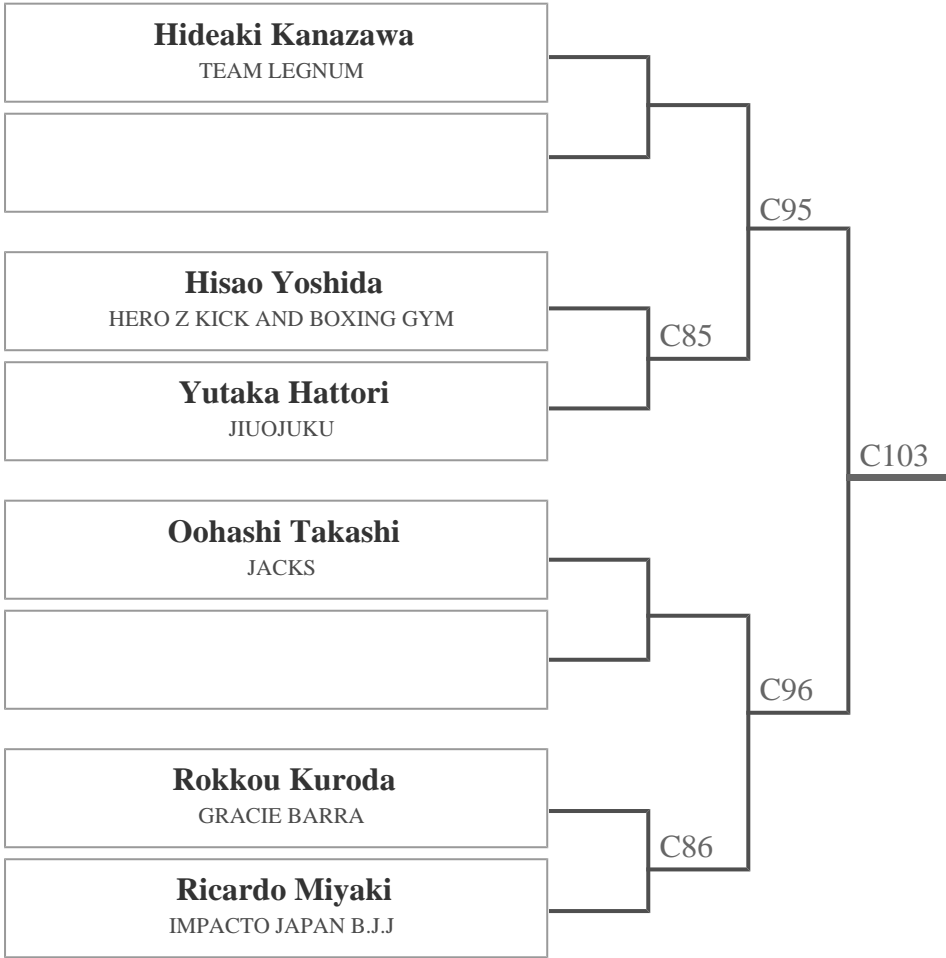 Hideaki Kanazawa
TEAM LEGNUM
C95
Hisao Yoshida
HERO Z KICK AND BOXING GYM
C85
Yutaka Hattori
JIUOJUKU
C103
Oohashi Takashi
JACKS
C96
Rokkou Kuroda
GRACIE BARRA
C86
Ricardo Miyaki
IMPACTO JAPAN B.J.J